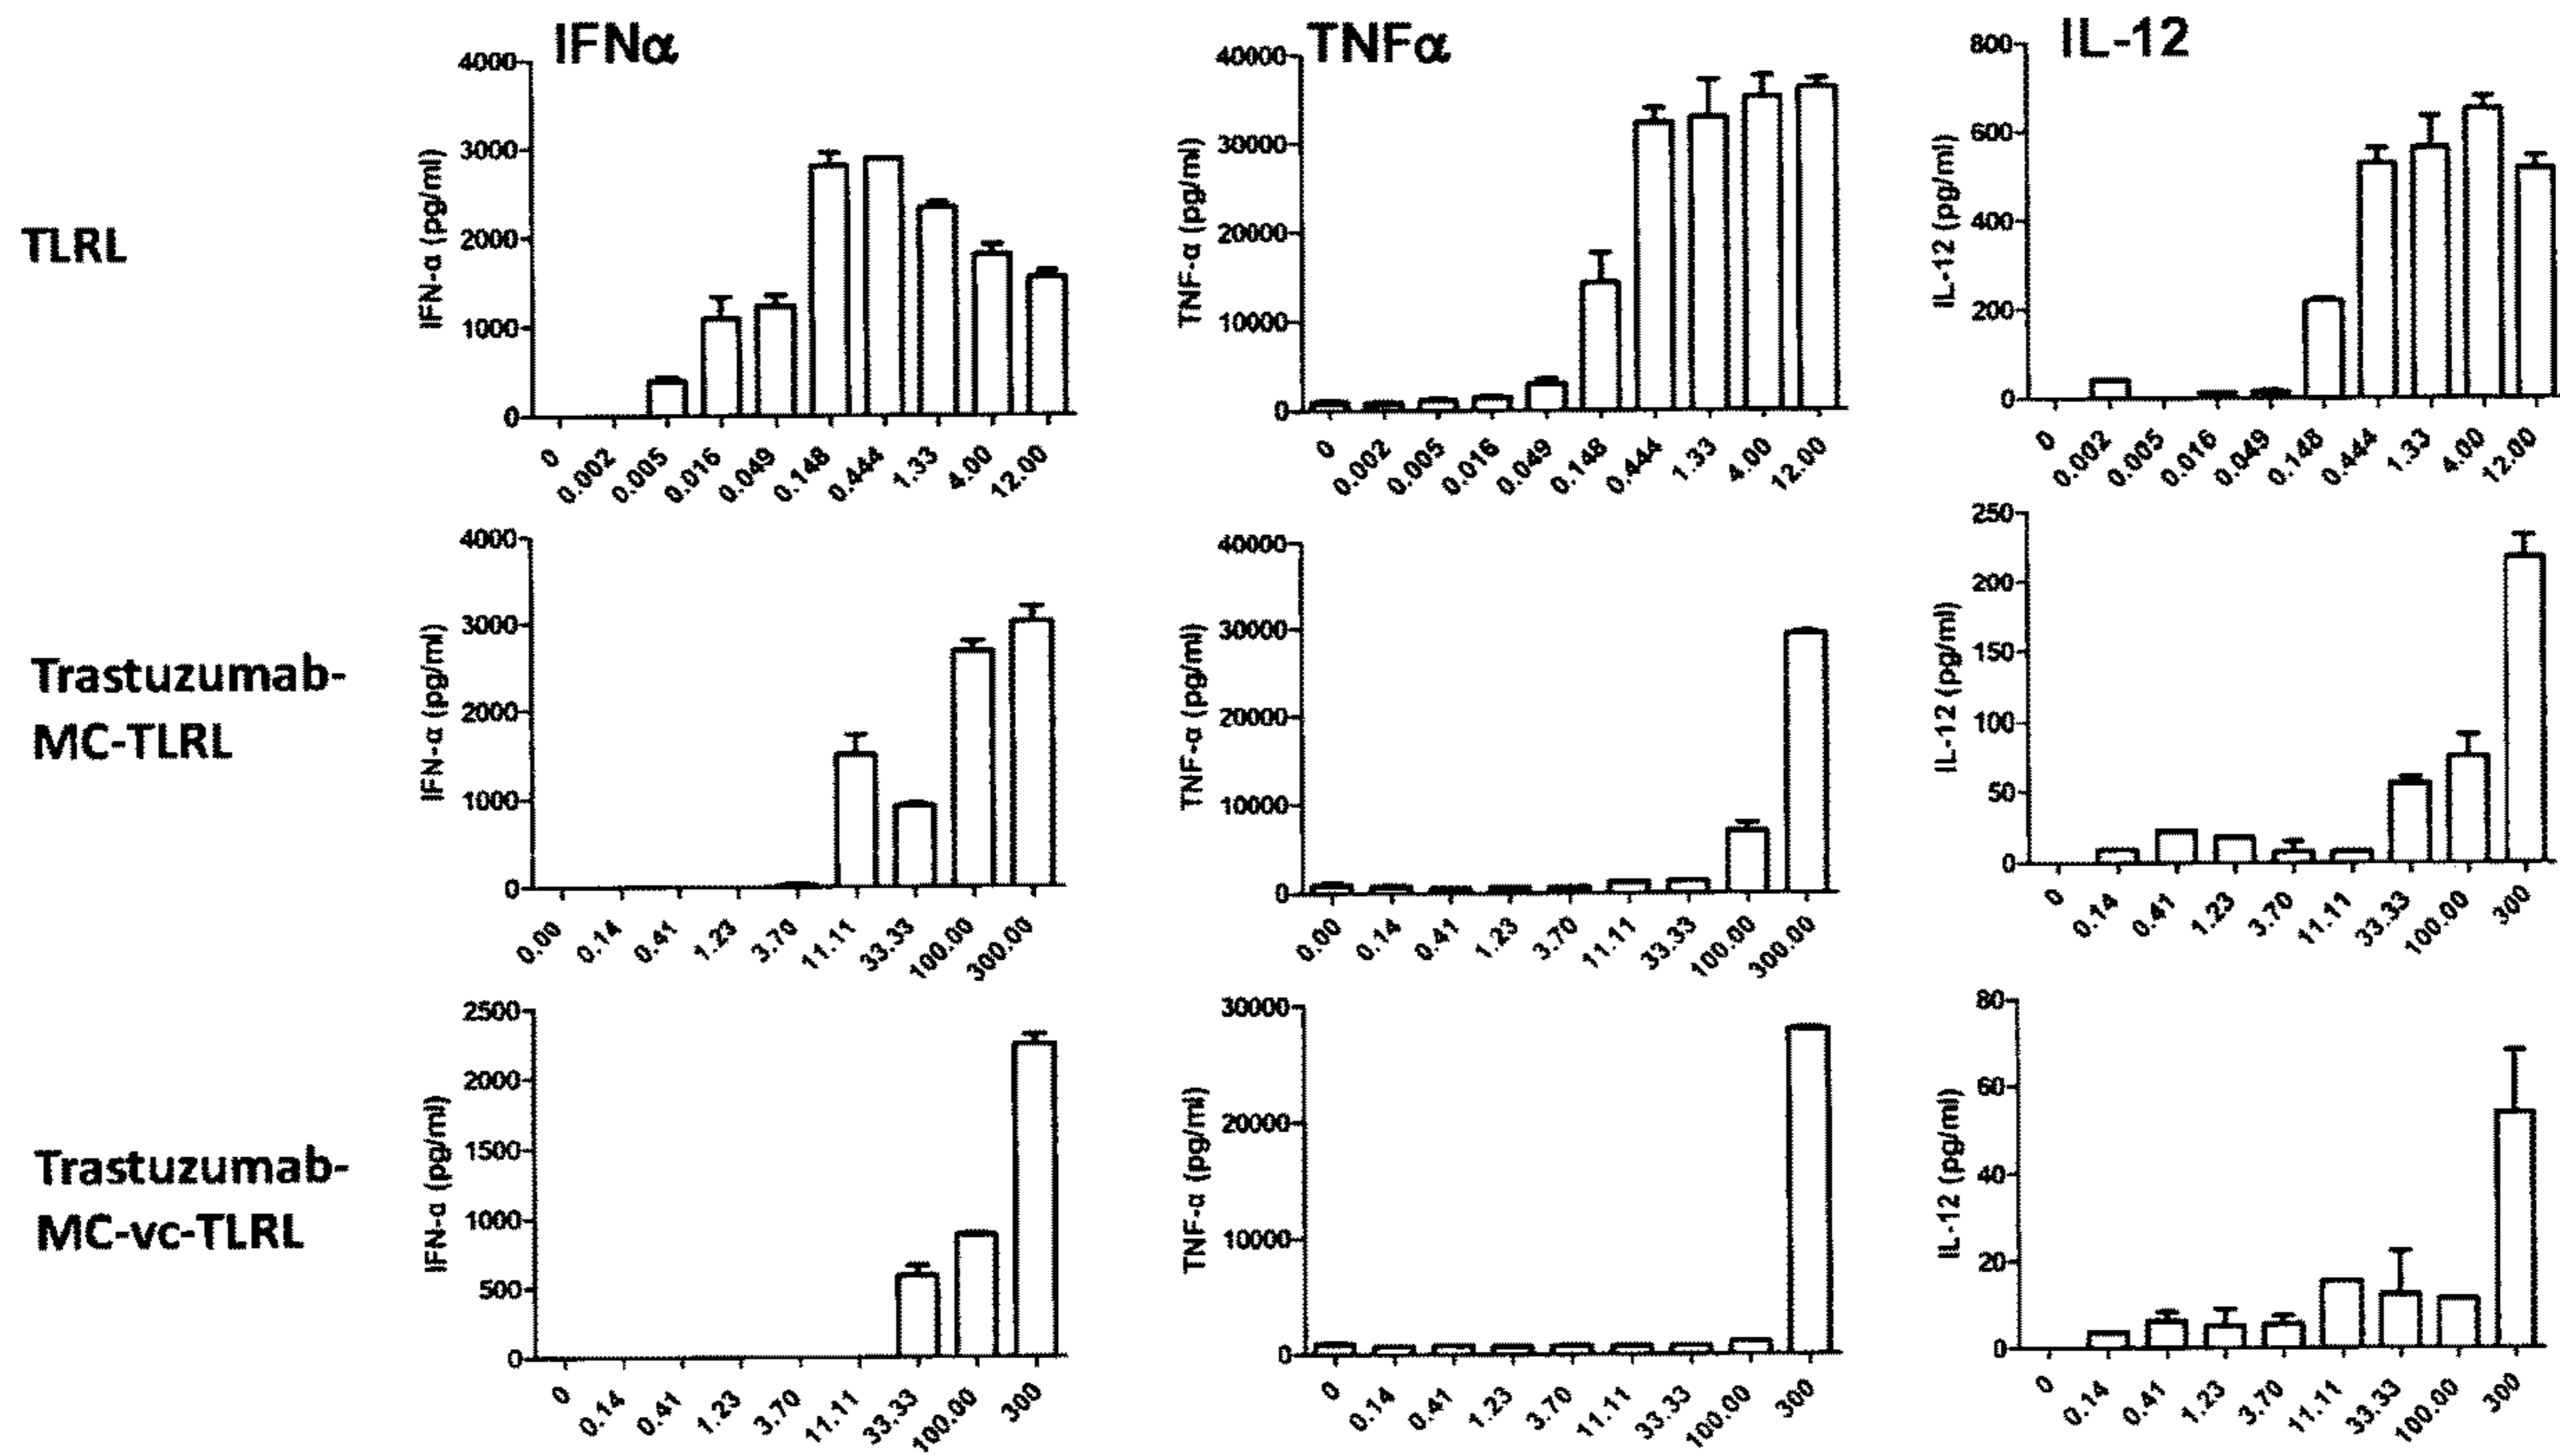 IFNα
TNFα
IL-12
TLRL
IFN-α (pg/ml)
4000
3000
2000
1000
0
0 0.002 0.005 0.016 0.049 0.148 0.444 1.33 4.00 12.00
TNF-α (pg/ml)
40000
30000
20000
10000
0
0 0.002 0.005 0.016 0.049 0.148 0.444 1.33 4.00 12.00
IL-12 (pg/ml)
800
600
400
200
0
0 0.002 0.005 0.016 0.049 0.148 0.444 1.33 4.00 12.00
Trastuzumab-
MC-TLRL
IFN-α (pg/ml)
4000
3000
2000
1000
0
0.00 0.14 0.41 1.23 3.70 11.11 33.33 100.00 300.00
TNF-α (pg/ml)
40000
30000
20000
10000
0
0.00 0.14 0.41 1.23 3.70 11.11 33.33 100.00 300.00
IL-12 (pg/ml)
250
200
150
100
50
0
0 0.14 0.41 1.23 3.70 11.11 33.33 100.00 300
Trastuzumab-
MC-vc-TLRL
IFN-α (pg/ml)
2500
2000
1500
1000
500
0
0 0.14 0.41 1.23 3.70 11.11 33.33 100.00 300
TNF-α (pg/ml)
30000
20000
10000
0
0 0.14 0.41 1.23 3.70 11.11 33.33 100.00 300
IL-12 (pg/ml)
80
60
40
20
0
0 0.14 0.41 1.23 3.70 11.11 33.33 100.00 300